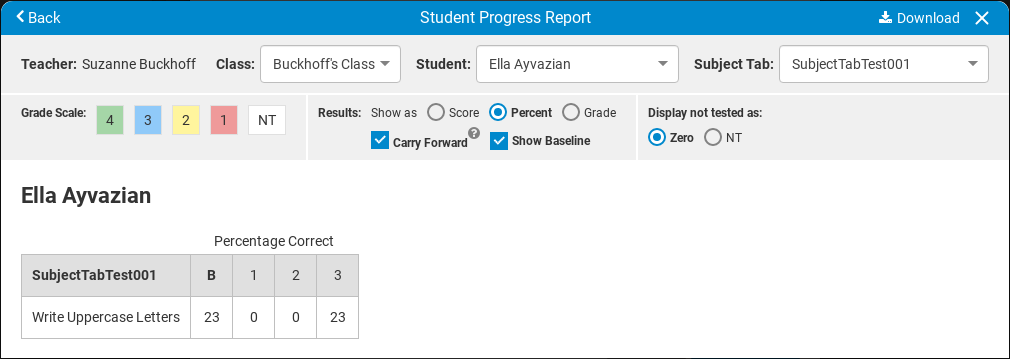 Back Student Progress Report Download
Teacher: Suzanne Buckhoff Class: Buckhoff's Class Student: Ella Ayvazian Subject Tab: SubjectTabTest001
Grade Scale: 4 3 2 1 NT Results: Show as Score Percent Grade Display not tested as:
Carry Forward ? Show Baseline Zero NT
Ella Ayvazian
Percentage Correct
SubjectTabTest001 B 1 2 3
Write Uppercase Letters 23 0 0 23